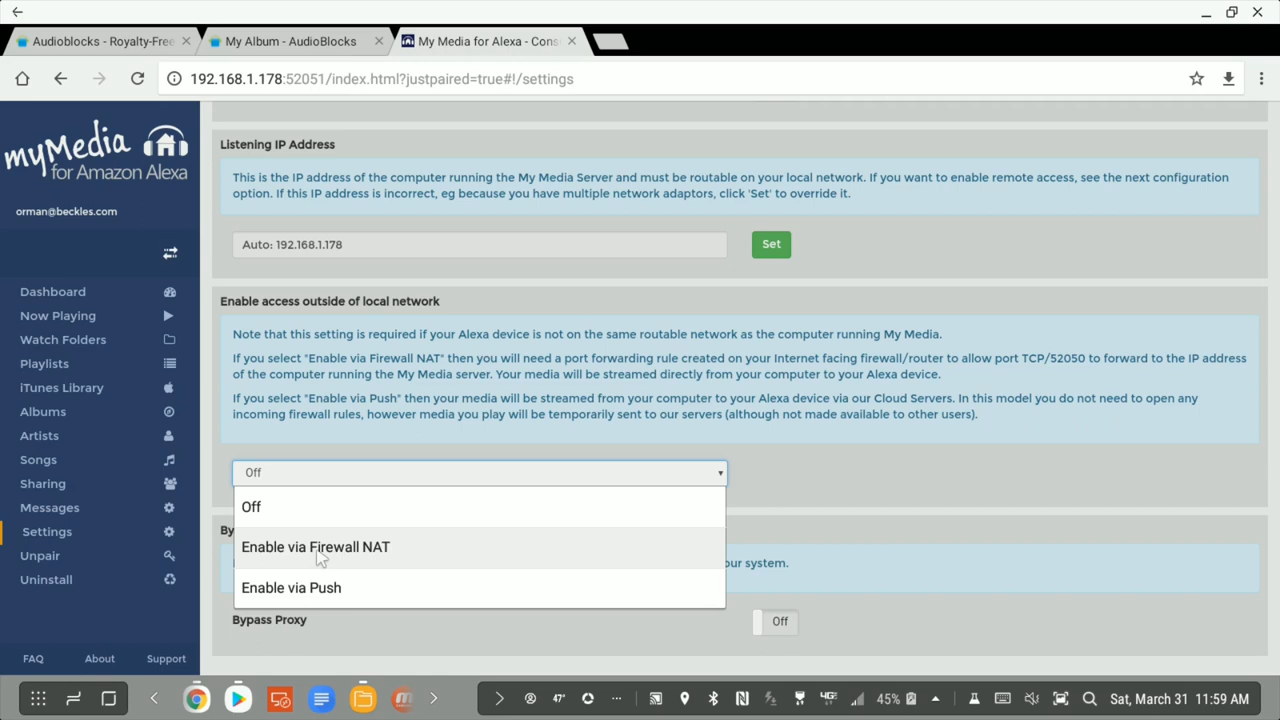 Audioblocks - Royalty-Free
My Album - AudioBlocks
My Media for Alexa - Cons
192.168.1.178:52051/index.html?justpaired=true#!/settings
myMedia
for Amazon Alexa
orman@beckles.com
Dashboard
Now Playing
Watch Folders
Playlists
iTunes Library
Albums
Artists
Songs
Sharing
Messages
Settings
Unpair
Uninstall
FAQ About Support
Listening IP Address
This is the IP address of the computer running the My Media Server and must be routable on your local network. If you want to enable remote access, see the next configuration
option. If this IP address is incorrect, eg because you have multiple network adaptors, click 'Set' to override it.
Auto: 192.168.1.178
Set
Enable access outside of local network
Note that this setting is required if your Alexa device is not on the same routable network as the computer running My Media.
If you select "Enable via Firewall NAT" then you will need a port forwarding rule created on your Internet facing firewall/router to allow port TCP/52050 to forward to the IP address
of the computer running the My Media server. Your media will be streamed directly from your computer to your Alexa device.
If you select "Enable via Push" then your media will be streamed from your computer to your Alexa device via our Cloud Servers. In this model you do not need to open any
incoming firewall rules, however media you play will be temporarily sent to our servers (although not made available to other users).
Off
Off
Enable via Firewall NAT
Enable via Push
By
our system.
Bypass Proxy
Off
47°
4G
45%
Sat, March 31 11:59 AM